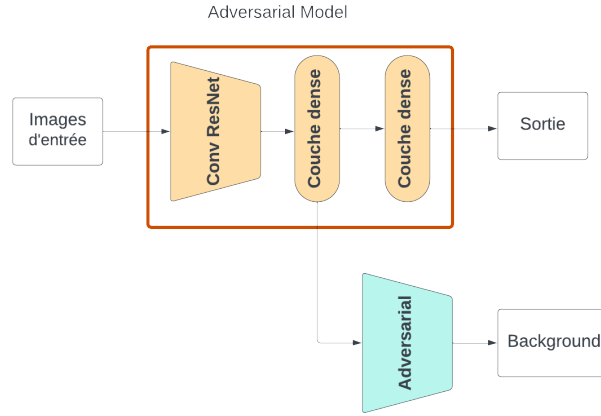 Adversarial Model
Images
d'entrée
Conv ResNet
Couche dense
Couche dense
Sortie
Adversarial
Background